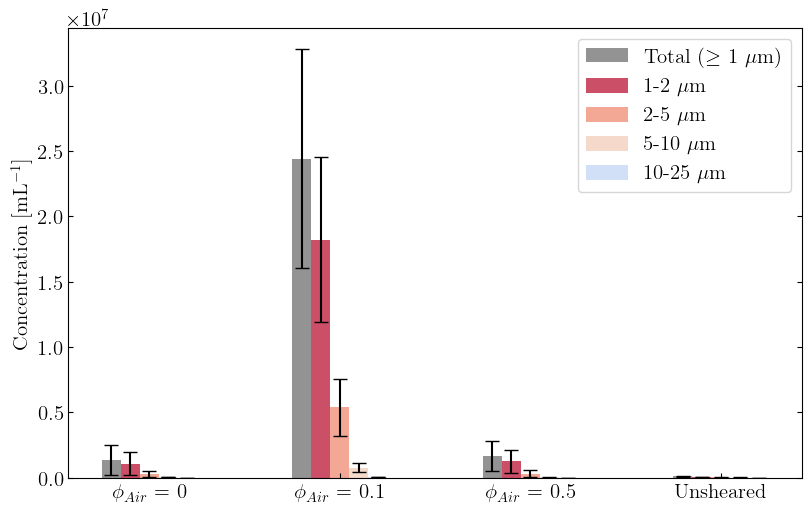 ×10⁷
Concentration [mL⁻¹]
3.0
2.5
2.0
1.5
1.0
0.5
0.0
Total (≥ 1 μm)
1-2 μm
2-5 μm
5-10 μm
10-25 μm
ϕ_Air = 0
ϕ_Air = 0.1
ϕ_Air = 0.5
Unsheared